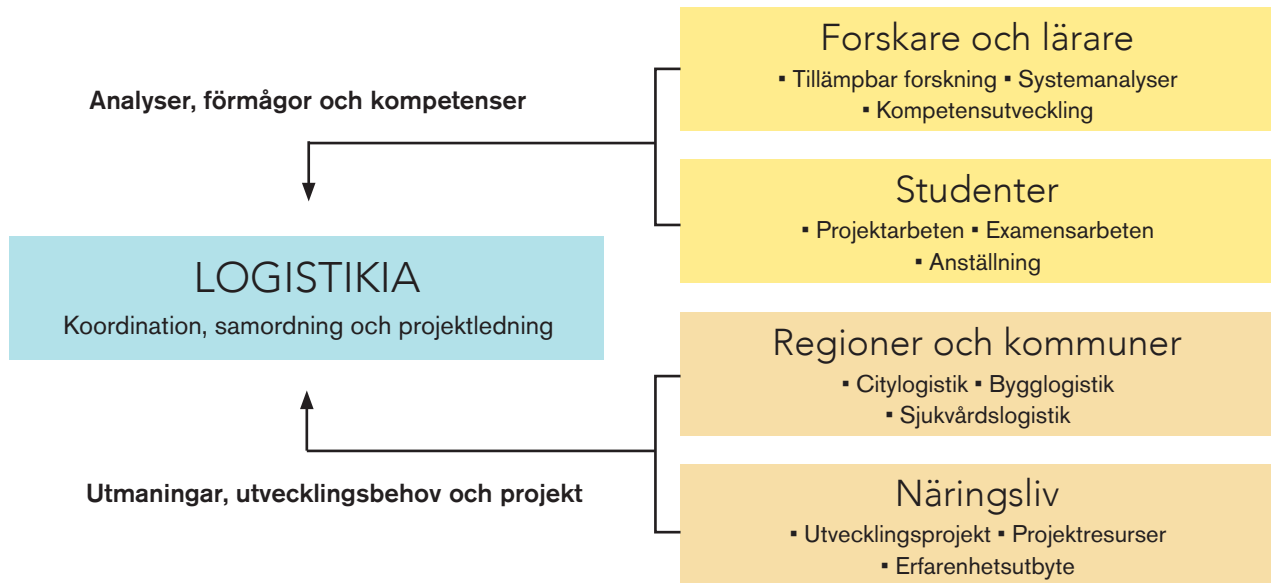 Analyser, förmågor och kompetenser
LOGISTIKIA
Koordination, samordning och projektledning
Utmaningar, utvecklingsbehov och projekt
Forskare och lärare
▪ Tillämpbar forskning ▪ Systemanalyser
▪ Kompetensutveckling
Studenter
▪ Projektarbeten ▪ Examensarbeten
▪ Anställning
Regioner och kommuner
▪ Citylogistik ▪ Bygglogistik
▪ Sjukvårdslogistik
Näringsliv
▪ Utvecklingsprojekt ▪ Projektresurser
▪ Erfarenhetsutbyte